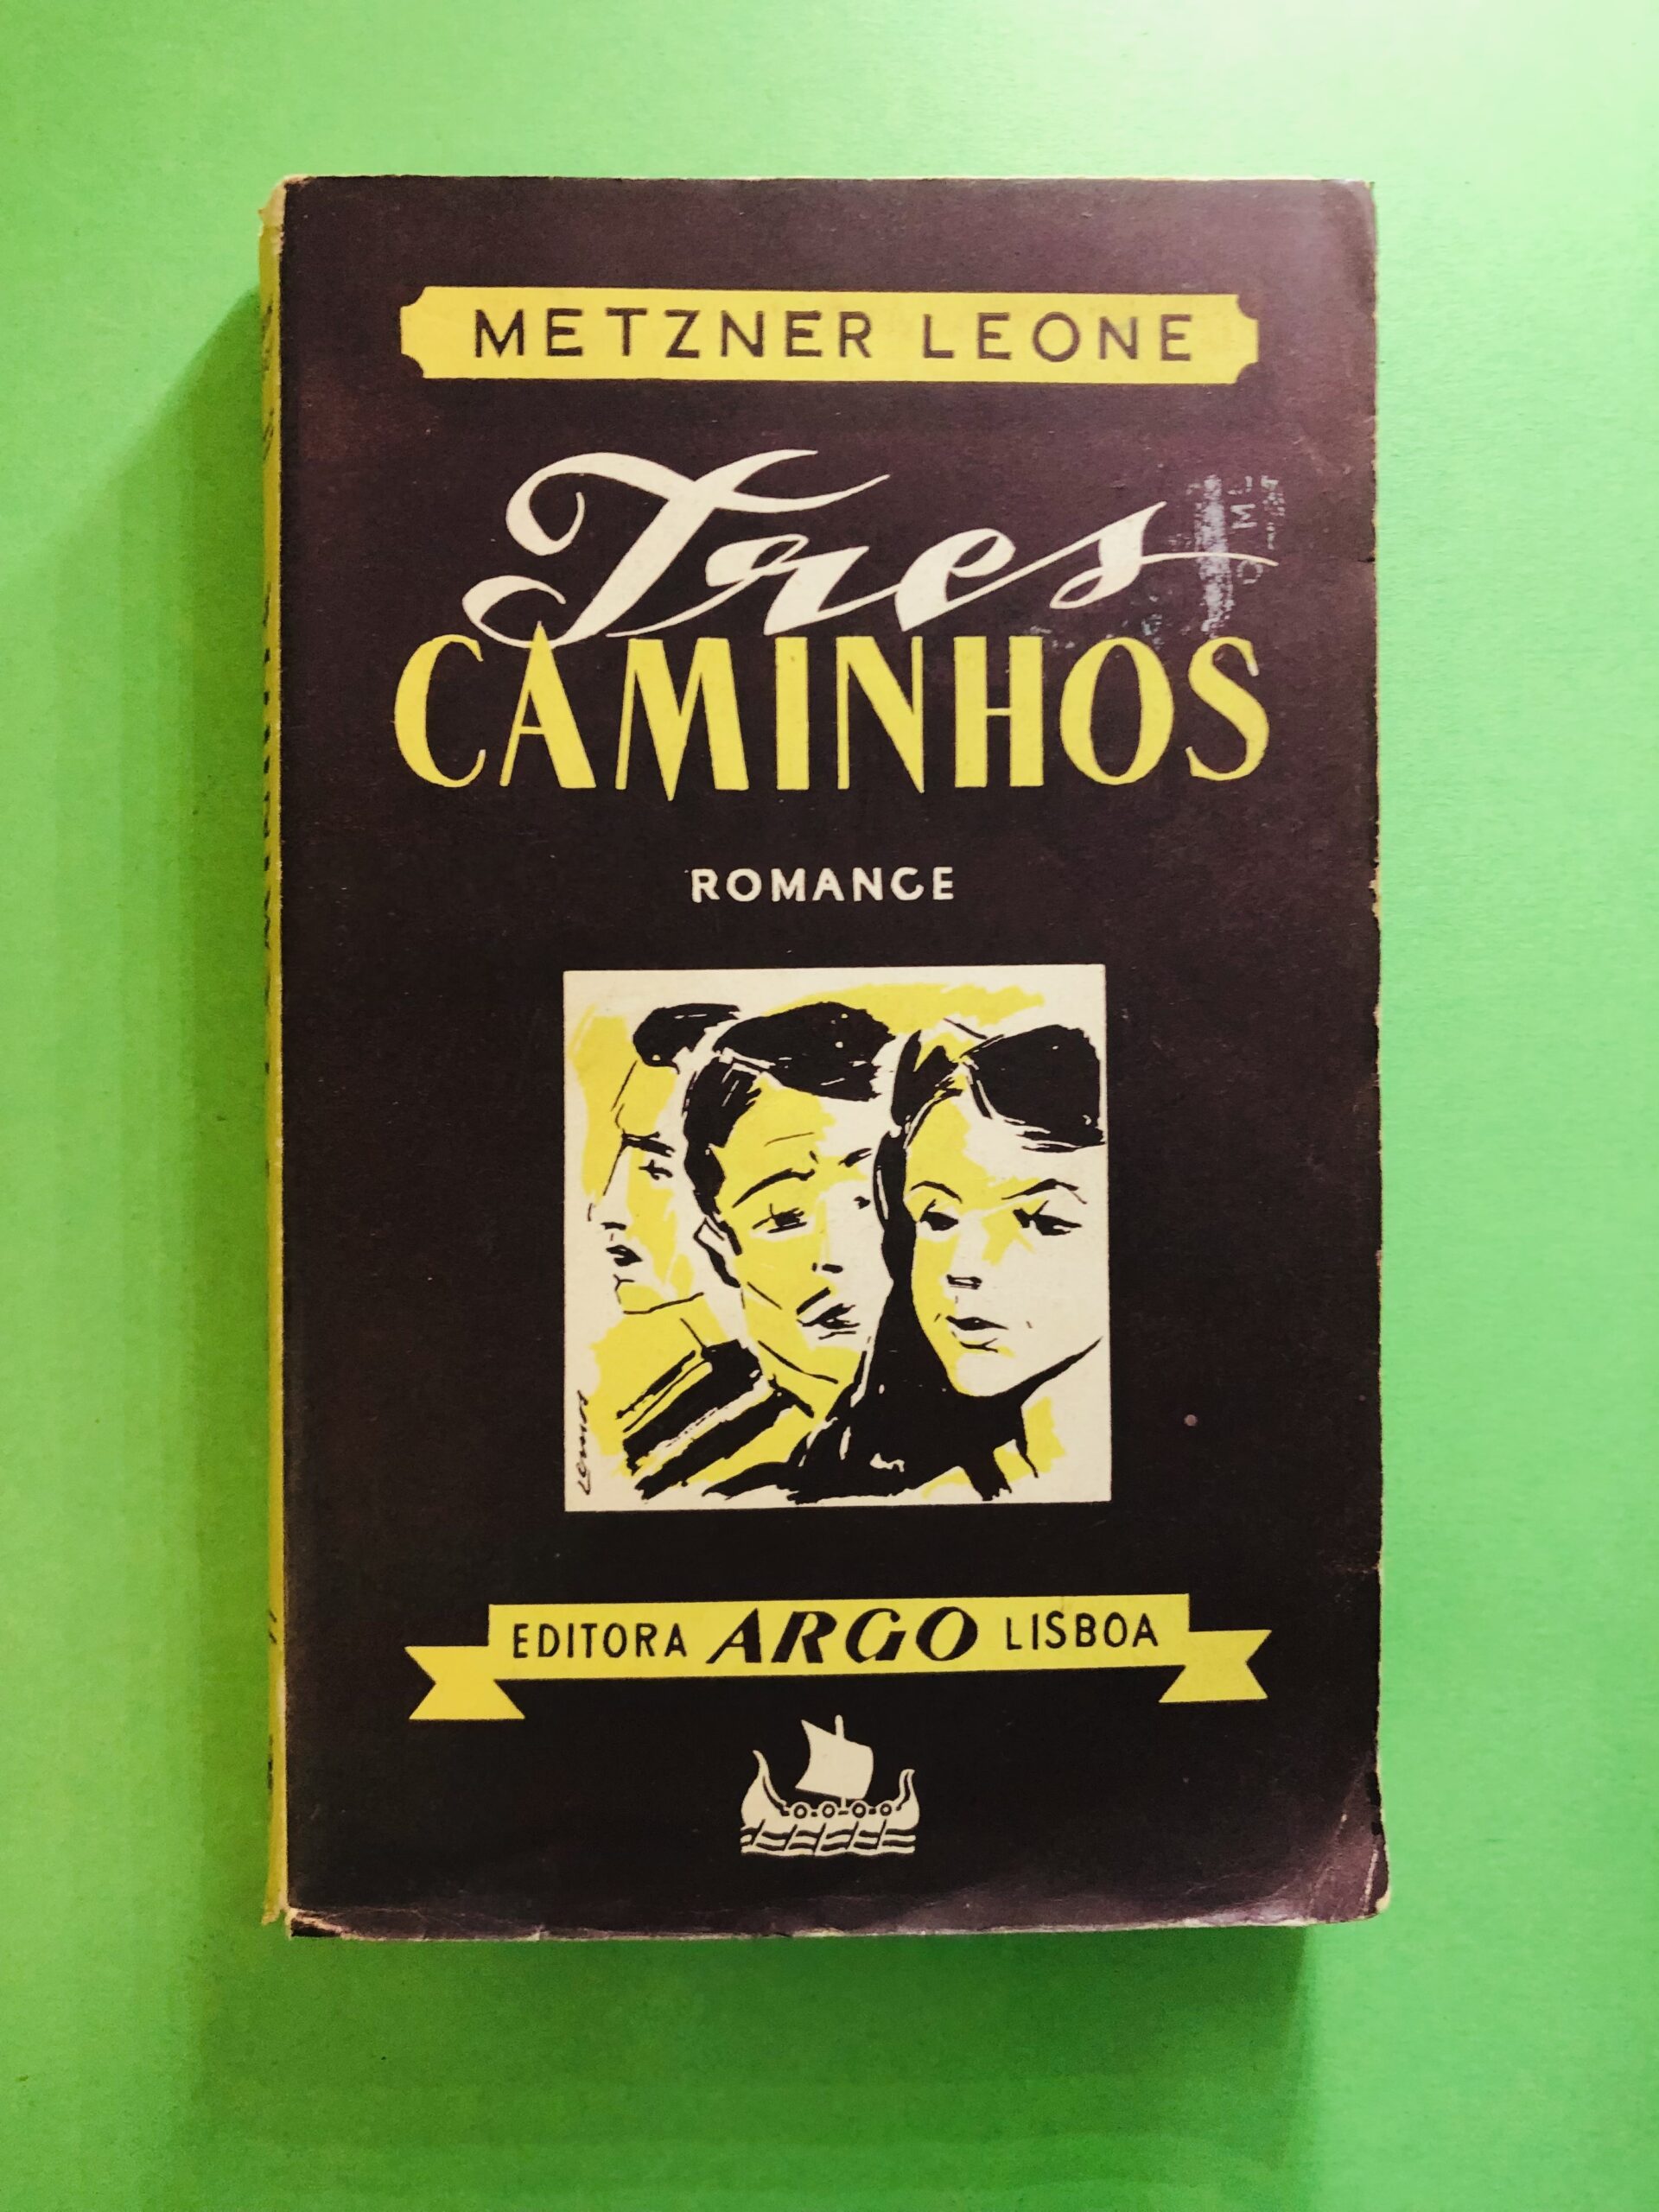 METZNER LEONE
Tres
CAMINHOS
ROMANCE
EDITORA ARGO LISBOA